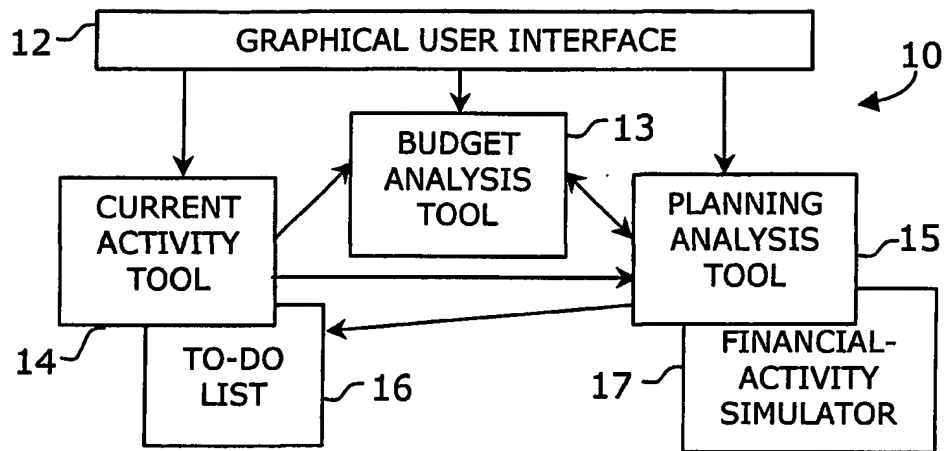 12
GRAPHICAL USER INTERFACE
10
BUDGET
ANALYSIS
TOOL
13
CURRENT
ACTIVITY
TOOL
14
PLANNING
ANALYSIS
TOOL
15
TO-DO
LIST
16
17
FINANCIAL-
ACTIVITY
SIMULATOR